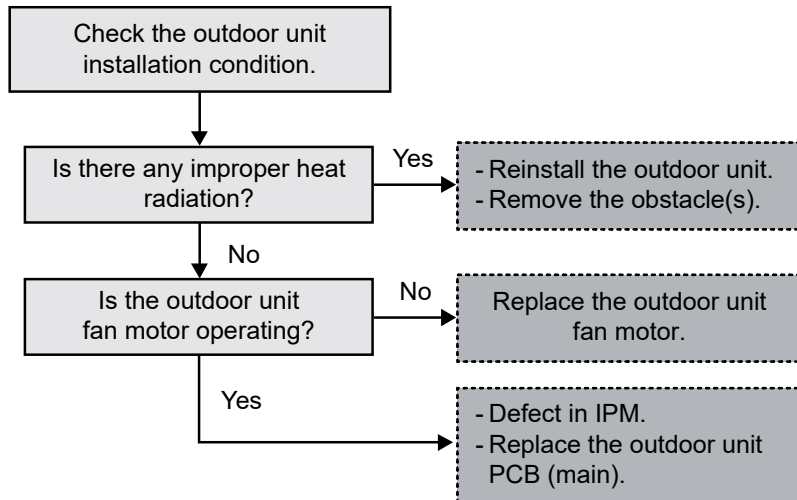 Check the outdoor unit
installation condition.
Is there any improper heat
radiation?
Yes
- Reinstall the outdoor unit.
- Remove the obstacle(s).
No
Is the outdoor unit
fan motor operating?
No
Replace the outdoor unit
fan motor.
Yes
- Defect in IPM.
- Replace the outdoor unit
PCB (main).